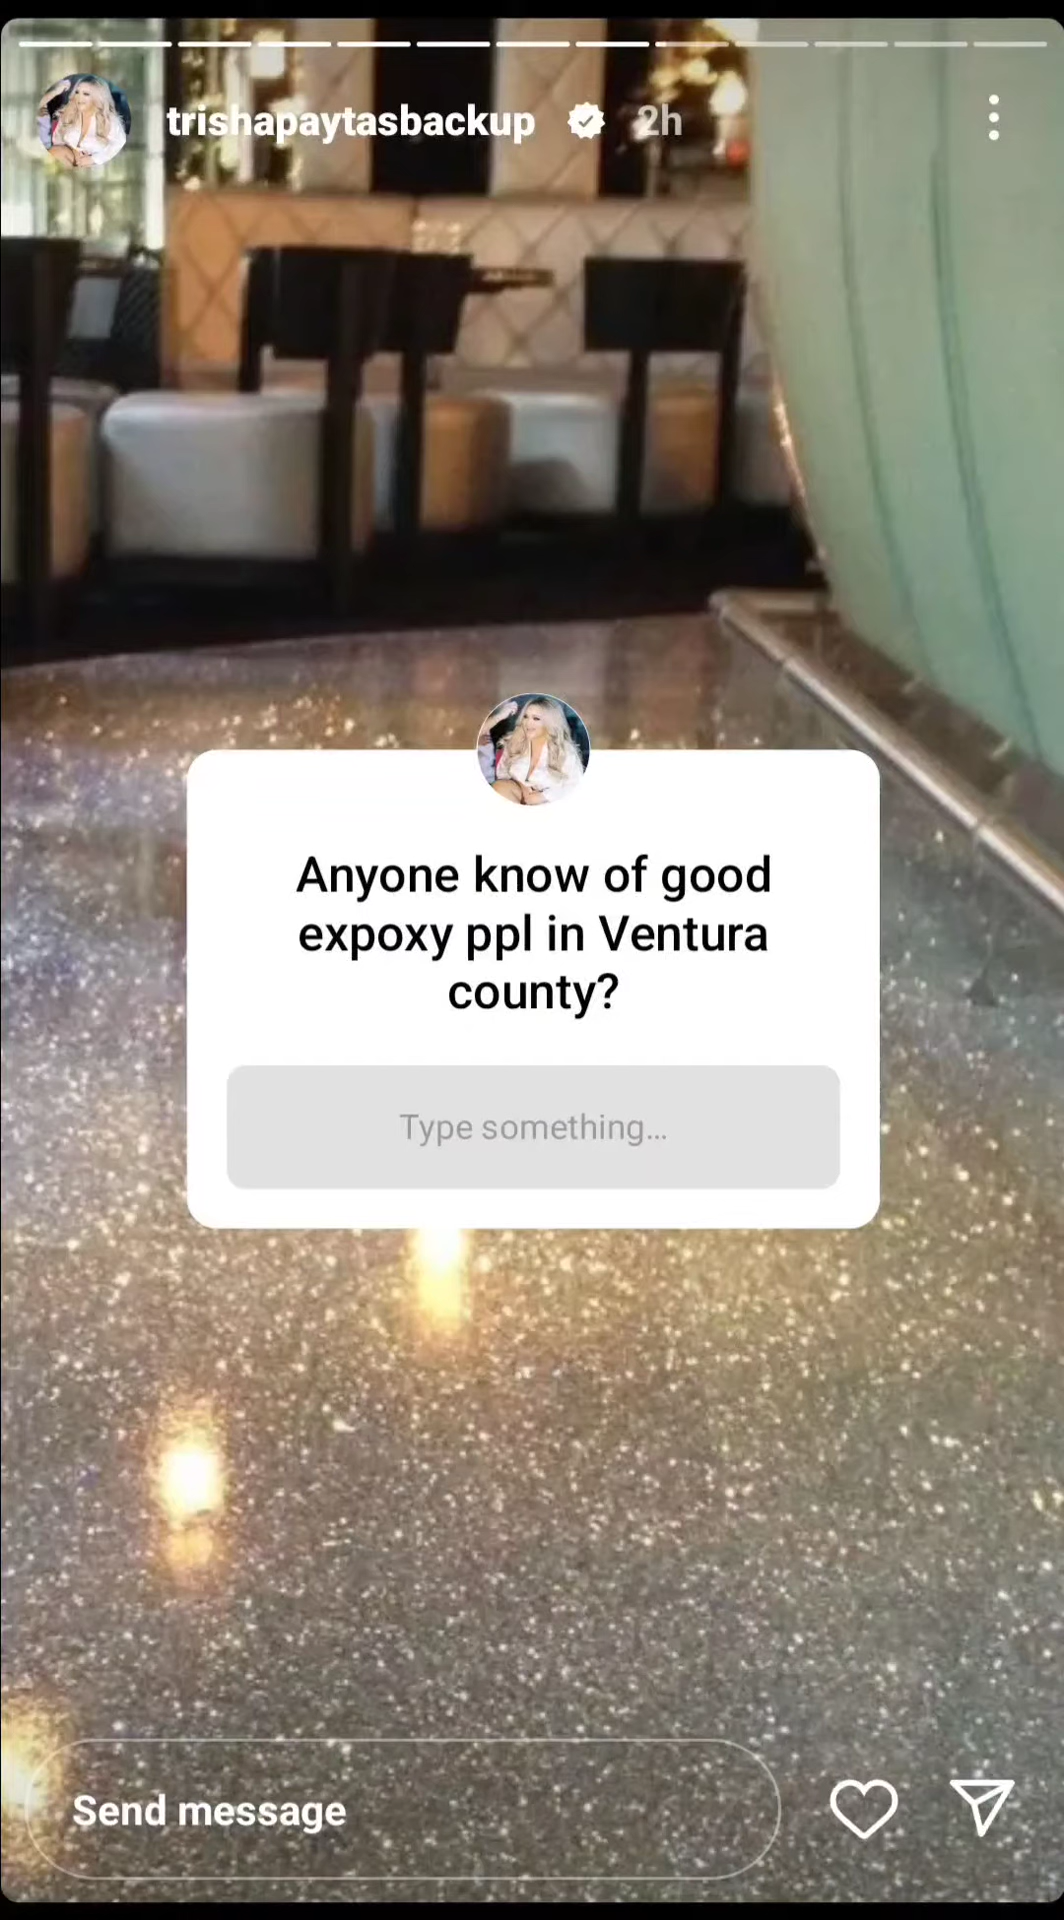 trishapaytasbackup 2h
Anyone know of good
expoxy ppl in Ventura
county?
Type something...
Send message